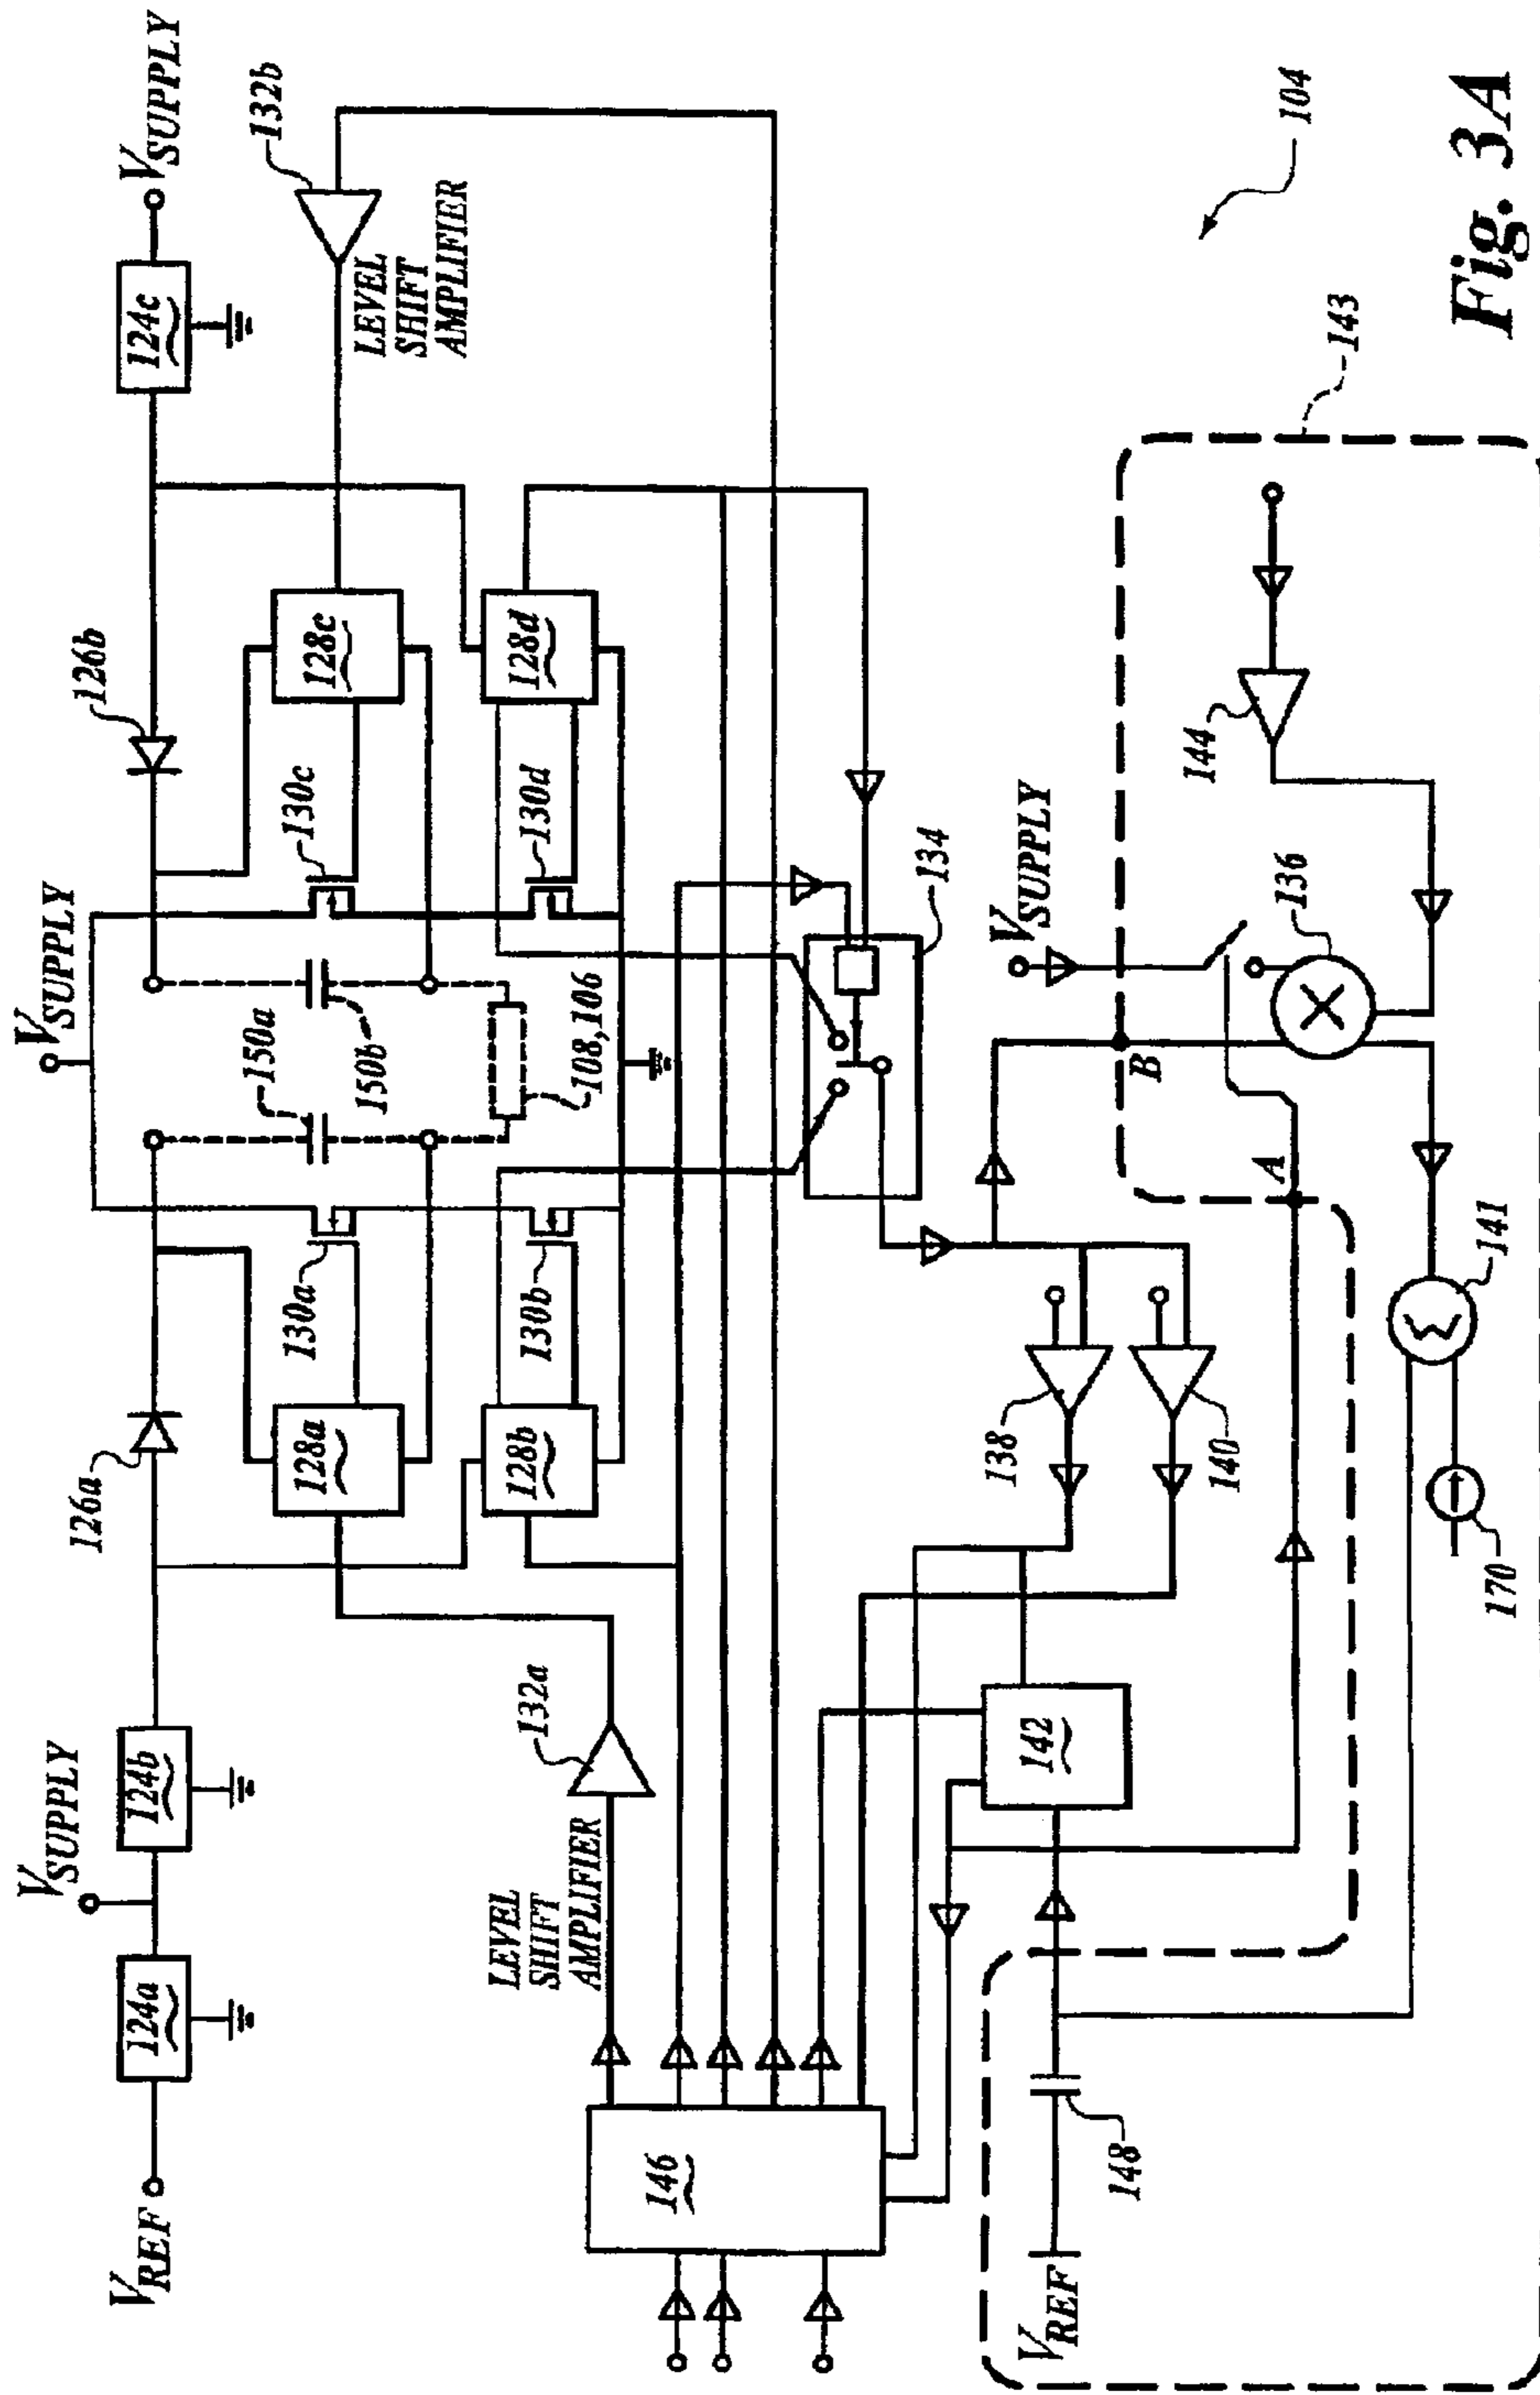 V_REF
124a
V_SUPPLY
124b
126a
V_SUPPLY
126b
124c
V_SUPPLY
132b
LEVEL
SHIFT
AMPLIFIER
128a
130a
150a
150b
130c
128c
128b
130b
108,106
130d
128d
LEVEL
SHIFT
AMPLIFIER
132a
146
134
138
140
142
V_SUPPLY
B
A
136
144
143
104
V_REF
148
170
141
Fig. 3A